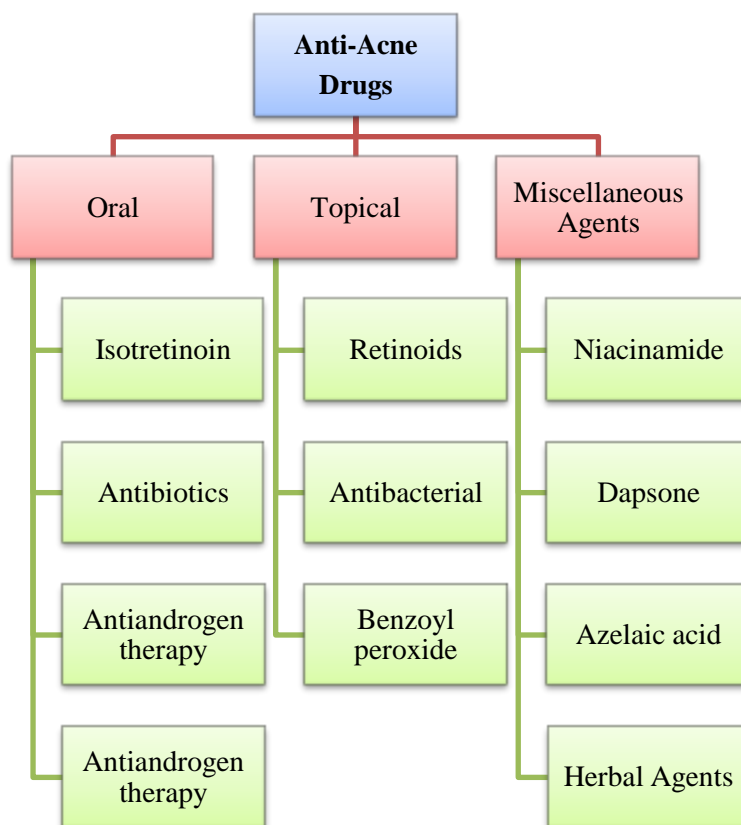 Anti-Acne
Drugs
Oral
Topical
Miscellaneous
Agents
Isotretinoin
Retinoids
Niacinamide
Antibiotics
Antibacterial
Dapsone
Antiandrogen
therapy
Benzoyl
peroxide
Azelaic acid
Antiandrogen
therapy
Herbal Agents